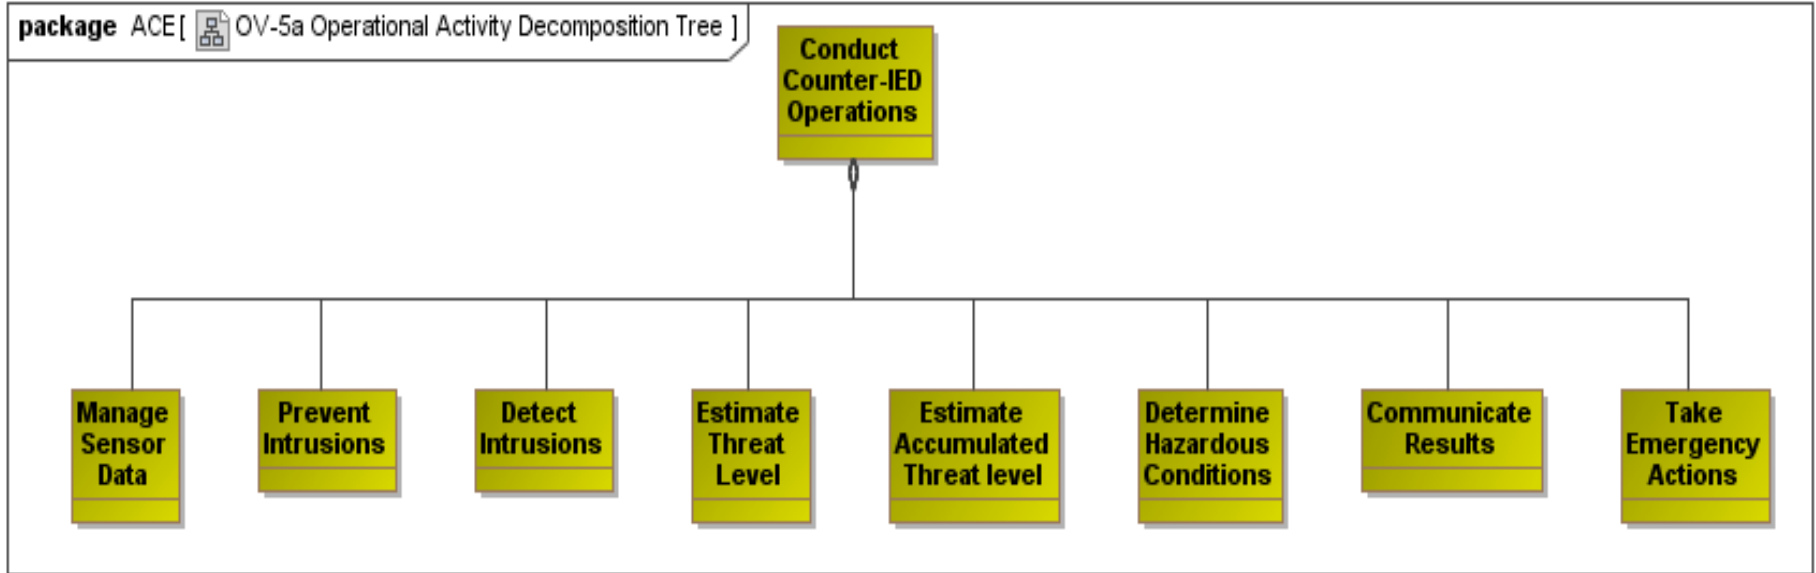 package ACE[ OV-5a Operational Activity Decomposition Tree ]
Conduct
Counter-IED
Operations
Manage
Sensor
Data
Prevent
Intrusions
Detect
Intrusions
Estimate
Threat
Level
Estimate
Accumulated
Threat level
Determine
Hazardous
Conditions
Communicate
Results
Take
Emergency
Actions